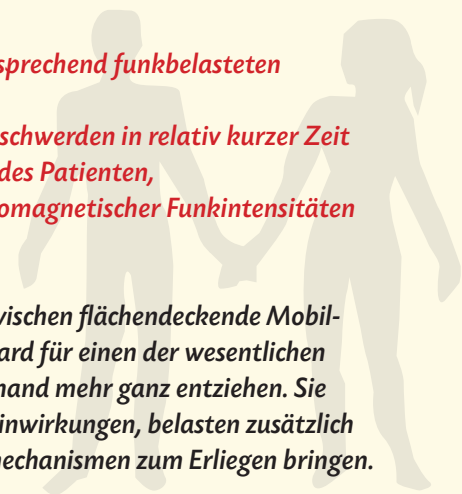 sprechend funkbelasteten
schwerden in relativ kurzer Zeit
des Patienten,
omagnetischer Funkintensitäten
wischen flächendeckende Mobil-
ard für einen der wesentlichen
nand mehr ganz entziehen. Sie
inwirkungen, belasten zusätzlich
nechanismen zum Erliegen bringen.